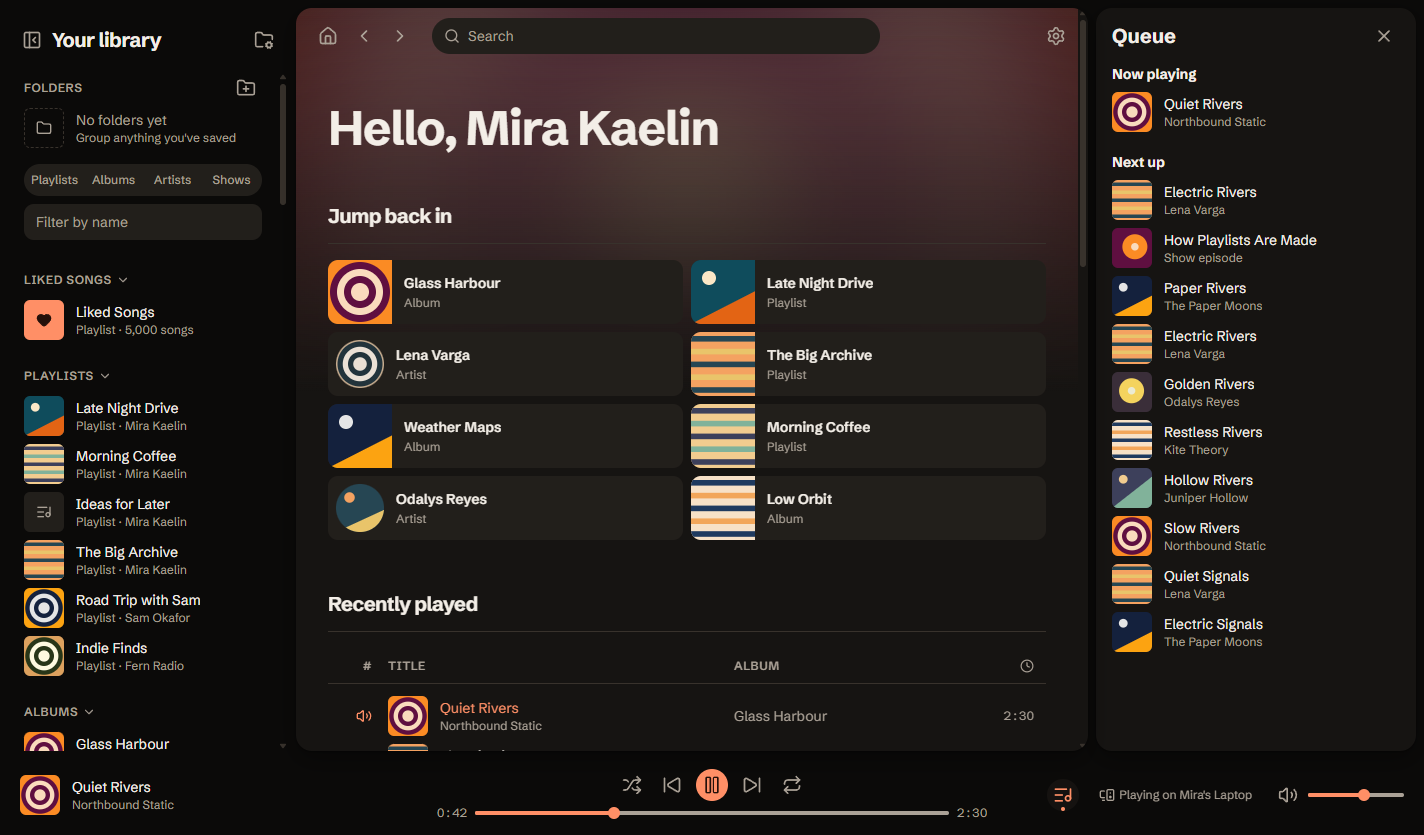 Your library
FOLDERS
No folders yet
Group anything you've saved
Playlists Albums Artists Shows
Filter by name
LIKED SONGS
Liked Songs
Playlist · 5,000 songs
PLAYLISTS
Late Night Drive
Playlist · Mira Kaelin
Morning Coffee
Playlist · Mira Kaelin
Ideas for Later
Playlist · Mira Kaelin
The Big Archive
Playlist · Mira Kaelin
Road Trip with Sam
Playlist · Sam Okafor
Indie Finds
Playlist · Fern Radio
ALBUMS
Glass Harbour
Search
Hello, Mira Kaelin
Jump back in
Glass Harbour
Album
Late Night Drive
Playlist
Lena Varga
Artist
The Big Archive
Playlist
Weather Maps
Album
Morning Coffee
Playlist
Odalys Reyes
Artist
Low Orbit
Album
Recently played
# TITLE ALBUM
Quiet Rivers
Northbound Static
Glass Harbour
2:30
Queue
Now playing
Quiet Rivers
Northbound Static
Next up
Electric Rivers
Lena Varga
How Playlists Are Made
Show episode
Paper Rivers
The Paper Moons
Electric Rivers
Lena Varga
Golden Rivers
Odalys Reyes
Restless Rivers
Kite Theory
Hollow Rivers
Juniper Hollow
Slow Rivers
Northbound Static
Quiet Signals
Lena Varga
Electric Signals
The Paper Moons
Quiet Rivers
Northbound Static
0:42
2:30
Playing on Mira's Laptop